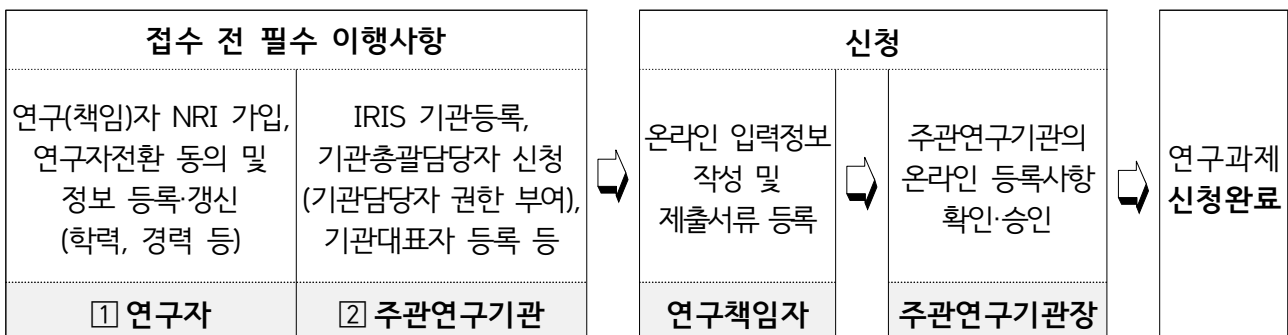 접수 전 필수 이행사항
연구(책임)자 NRI 가입,
연구자전환 동의 및
정보 등록·갱신
(학력, 경력 등)
1 연구자
IRIS 기관등록,
기관총괄담당자 신청
(기관담당자 권한 부여),
기관대표자 등록 등
2 주관연구기관
신청
온라인 입력정보
작성 및
제출서류 등록
연구책임자
주관연구기관의
온라인 등록사항
확인·승인
주관연구기관장
연구과제
신청완료